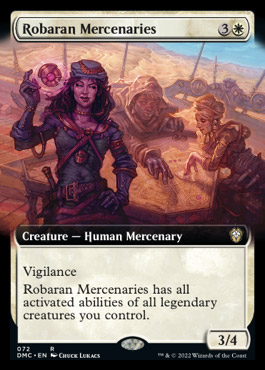 Robaran Mercenaries 3
Creature — Human Mercenary
Vigilance
Robaran Mercenaries has all
activated abilities of all legendary
creatures you control.
3/4
072 R
DMC • EN Chuck Lukacs ™ & © 2022 Wizards of the Coast